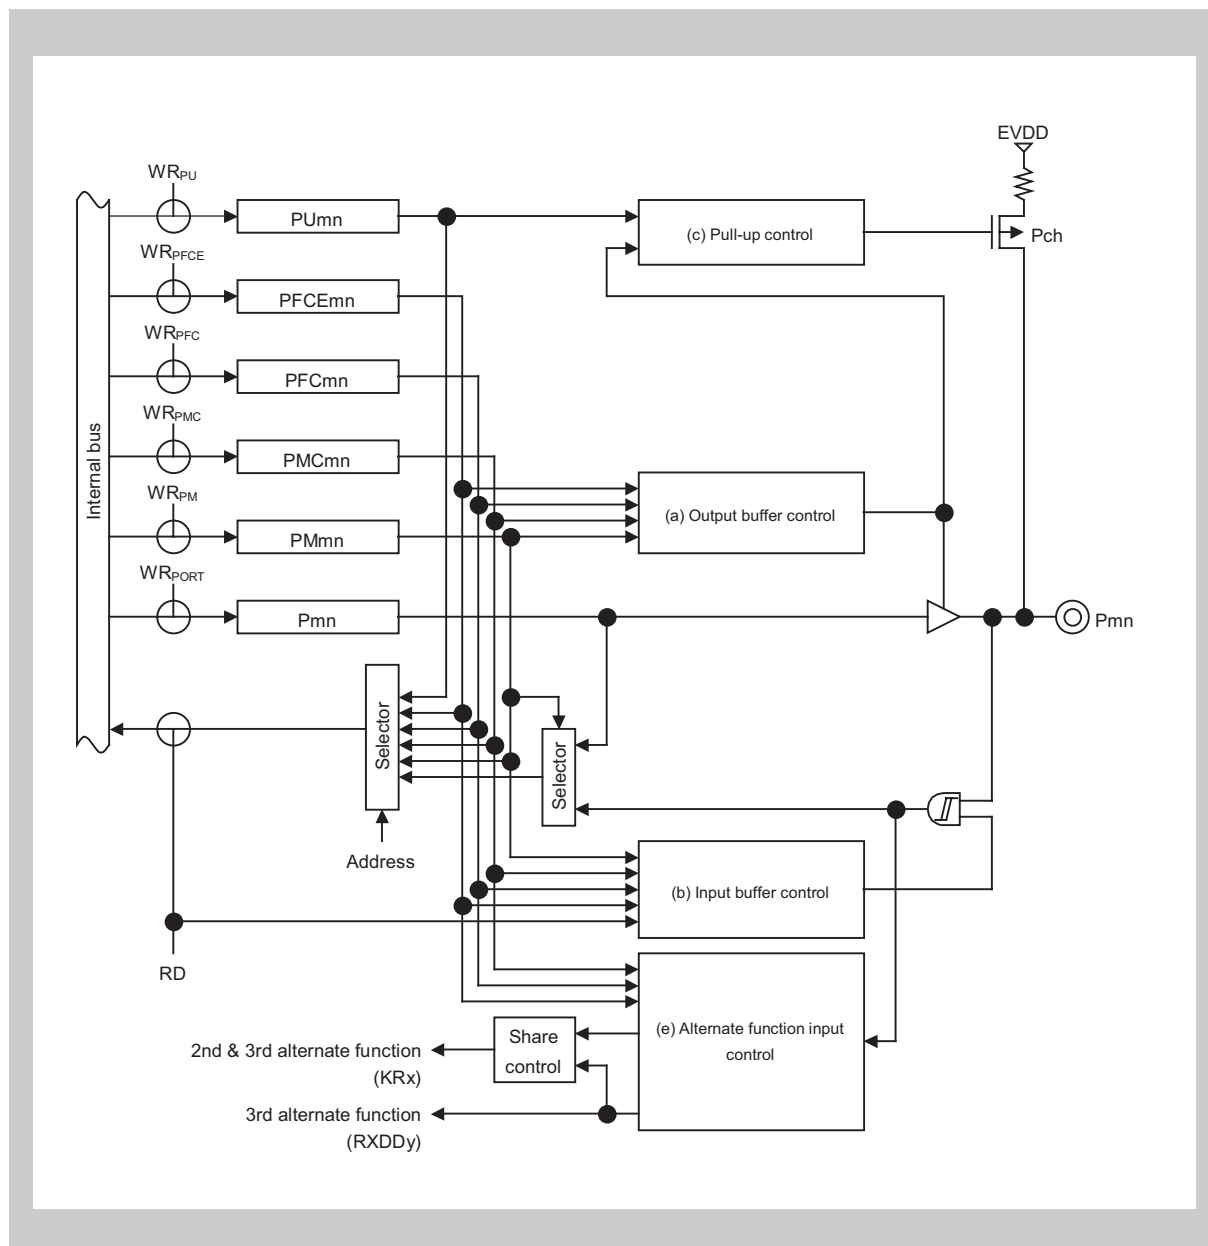 EVDD
WRPU
PUmn
(c) Pull-up control
Pch
WRPFCE
PFCEmn
WRPFC
PFCmn
WRPMC
PMCmn
Internal bus
WRPM
PMmn
(a) Output buffer control
WRPORT
Pmn
Pmn
Selector
Selector
Address
(b) Input buffer control
RD
(e) Alternate function input
control
Share
control
2nd & 3rd alternate function
(KRx)
3rd alternate function
(RXDDy)